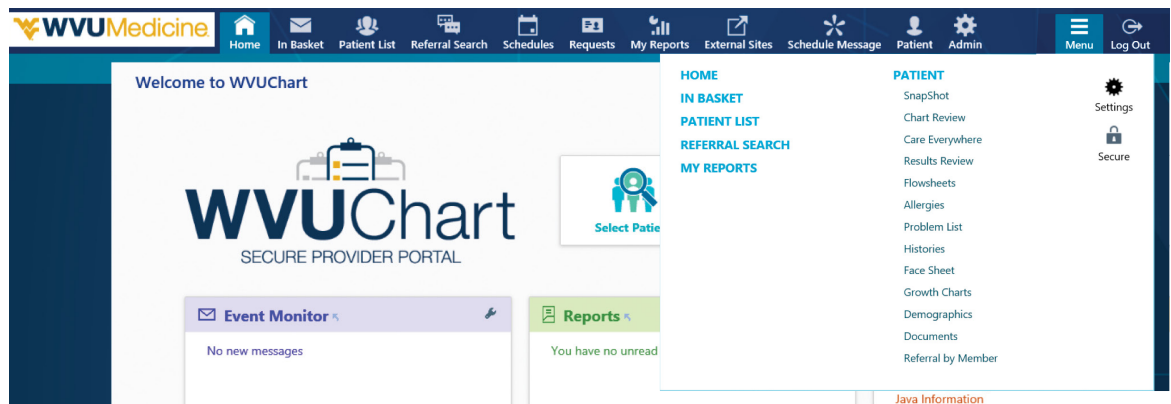 WVUMedicine
Home In Basket Patient List Referral Search Schedules Requests My Reports External Sites Schedule Message Patient Admin Menu Log Out
Welcome to WVUChart
WVUChart
SECURE PROVIDER PORTAL
Select Patie
Event Monitor
No new messages
Reports
You have no unread
HOME
IN BASKET
PATIENT LIST
REFERRAL SEARCH
MY REPORTS
PATIENT
SnapShot
Chart Review
Care Everywhere
Results Review
Flowsheets
Allergies
Problem List
Histories
Face Sheet
Growth Charts
Demographics
Documents
Referral by Member
Settings
Secure
Java Information